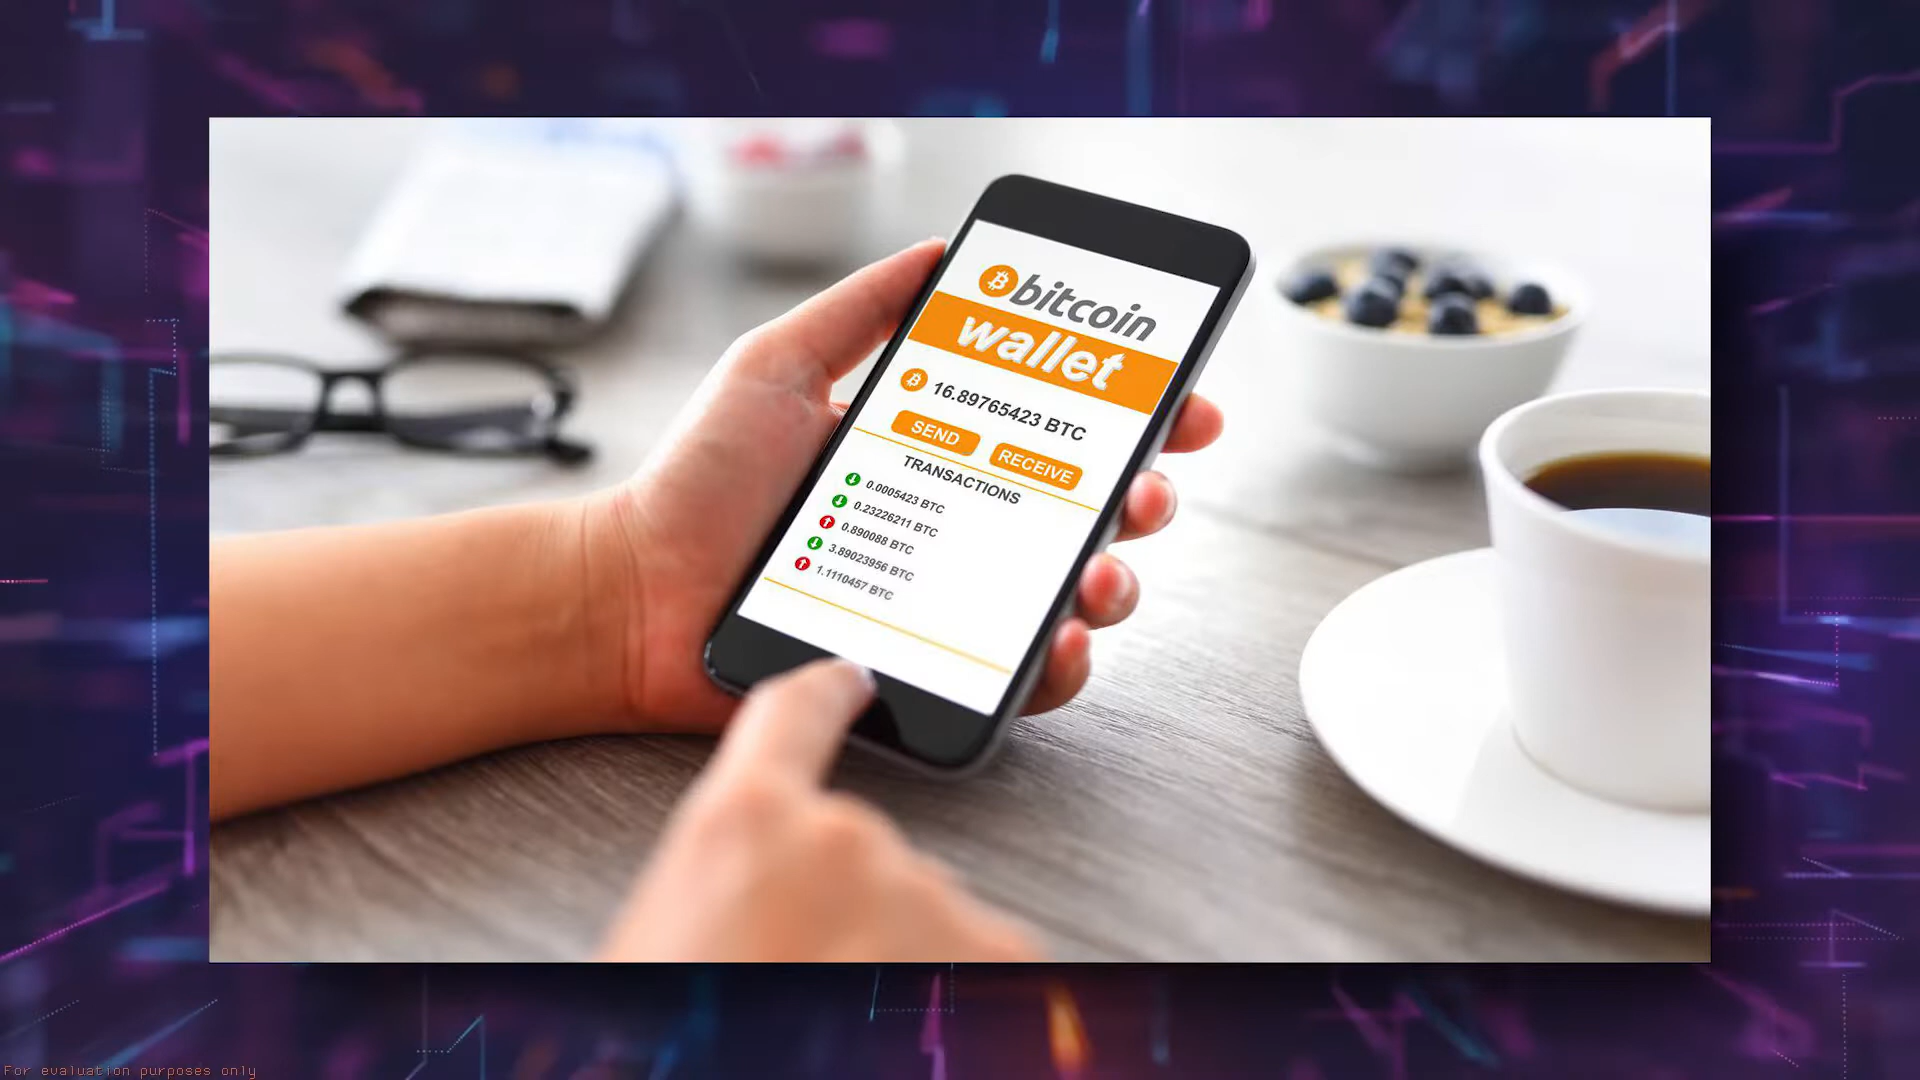 bitcoin
wallet
16.89765423 BTC
SEND
RECEIVE
TRANSACTIONS
0.0005423 BTC
0.23226211 BTC
0.890088 BTC
3.89023956 BTC
1.1110457 BTC
For evaluation purposes only